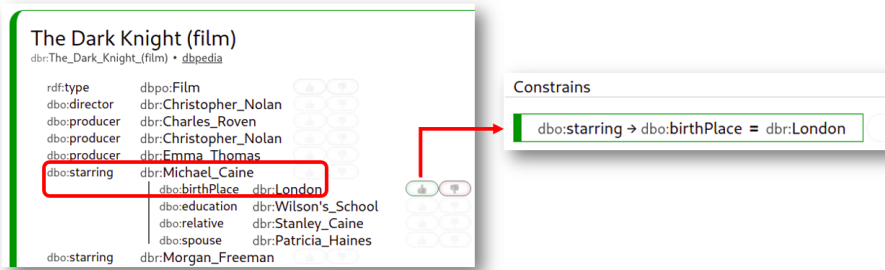 The Dark Knight (film)
dbr:The_Dark_Knight_(film) • dbpedia
rdf:type dbpo:Film
dbo:director dbr:Christopher_Nolan
dbo:producer dbr:Charles_Roven
dbo:producer dbr:Christopher_Nolan
dbo:producer dbr:Emma_Thomas
dbo:starring dbr:Michael_Caine
dbo:birthPlace dbr:London
dbo:education dbr:Wilson's_School
dbo:relative dbr:Stanley_Caine
dbo:spouse dbr:Patricia_Haines
dbo:starring dbr:Morgan_Freeman
Constrains
dbo:starring → dbo:birthPlace = dbr:London